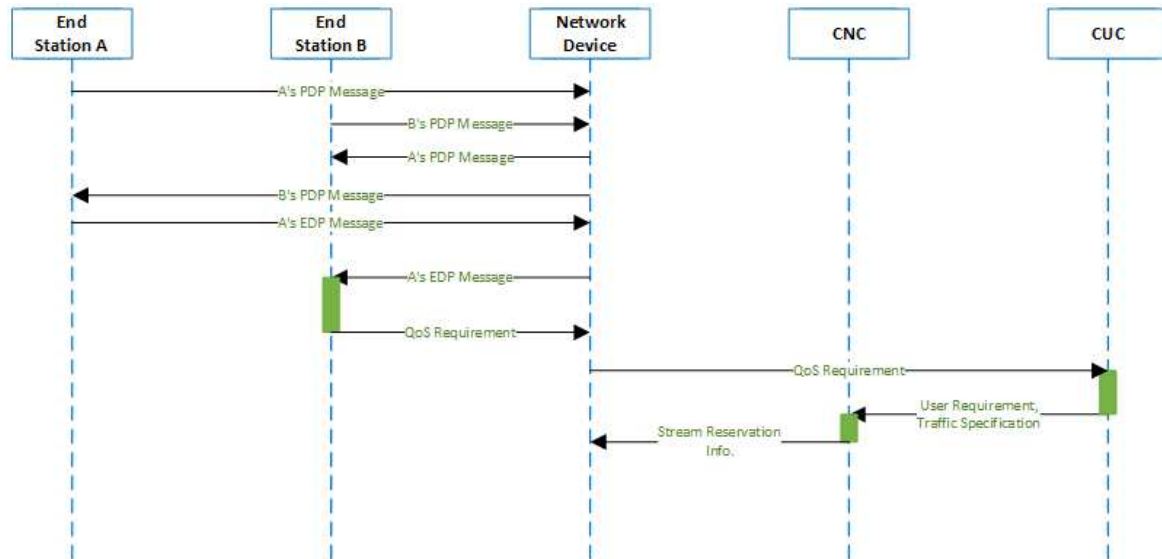 End
Station A
End
Station B
Network
Device
CNC
CUC
A's PDP Message
B's PDP Message
A's PDP Message
B's PDP Message
A's EDP Message
A's EDP Message
QoS Requirement
QoS Requirement
User Requirement,
Traffic Specification
Stream Reservation
Info.